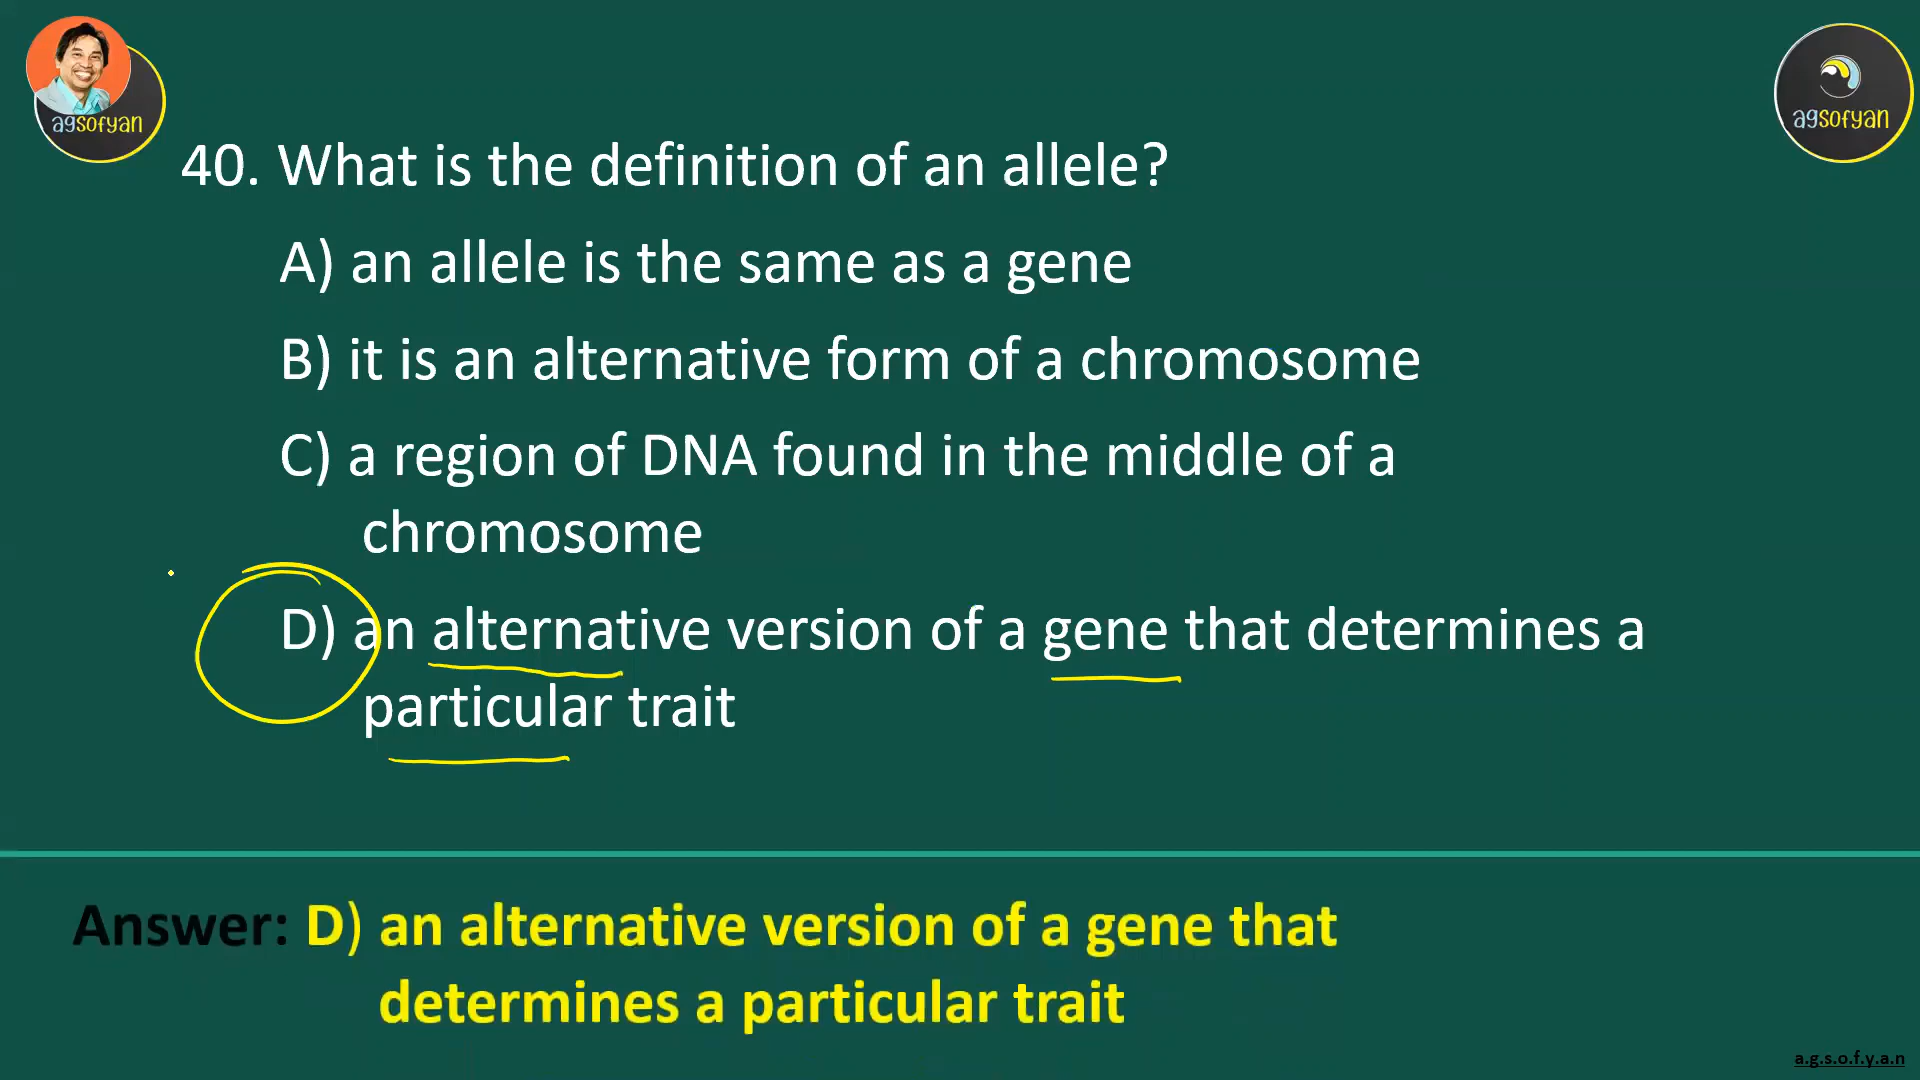 agsofyan
agsofyan
40. What is the definition of an allele?
A) an allele is the same as a gene
B) it is an alternative form of a chromosome
C) a region of DNA found in the middle of a
chromosome
D) an alternative version of a gene that determines a
particular trait
Answer: D) an alternative version of a gene that
determines a particular trait
a.g.s.o.f.y.a.n